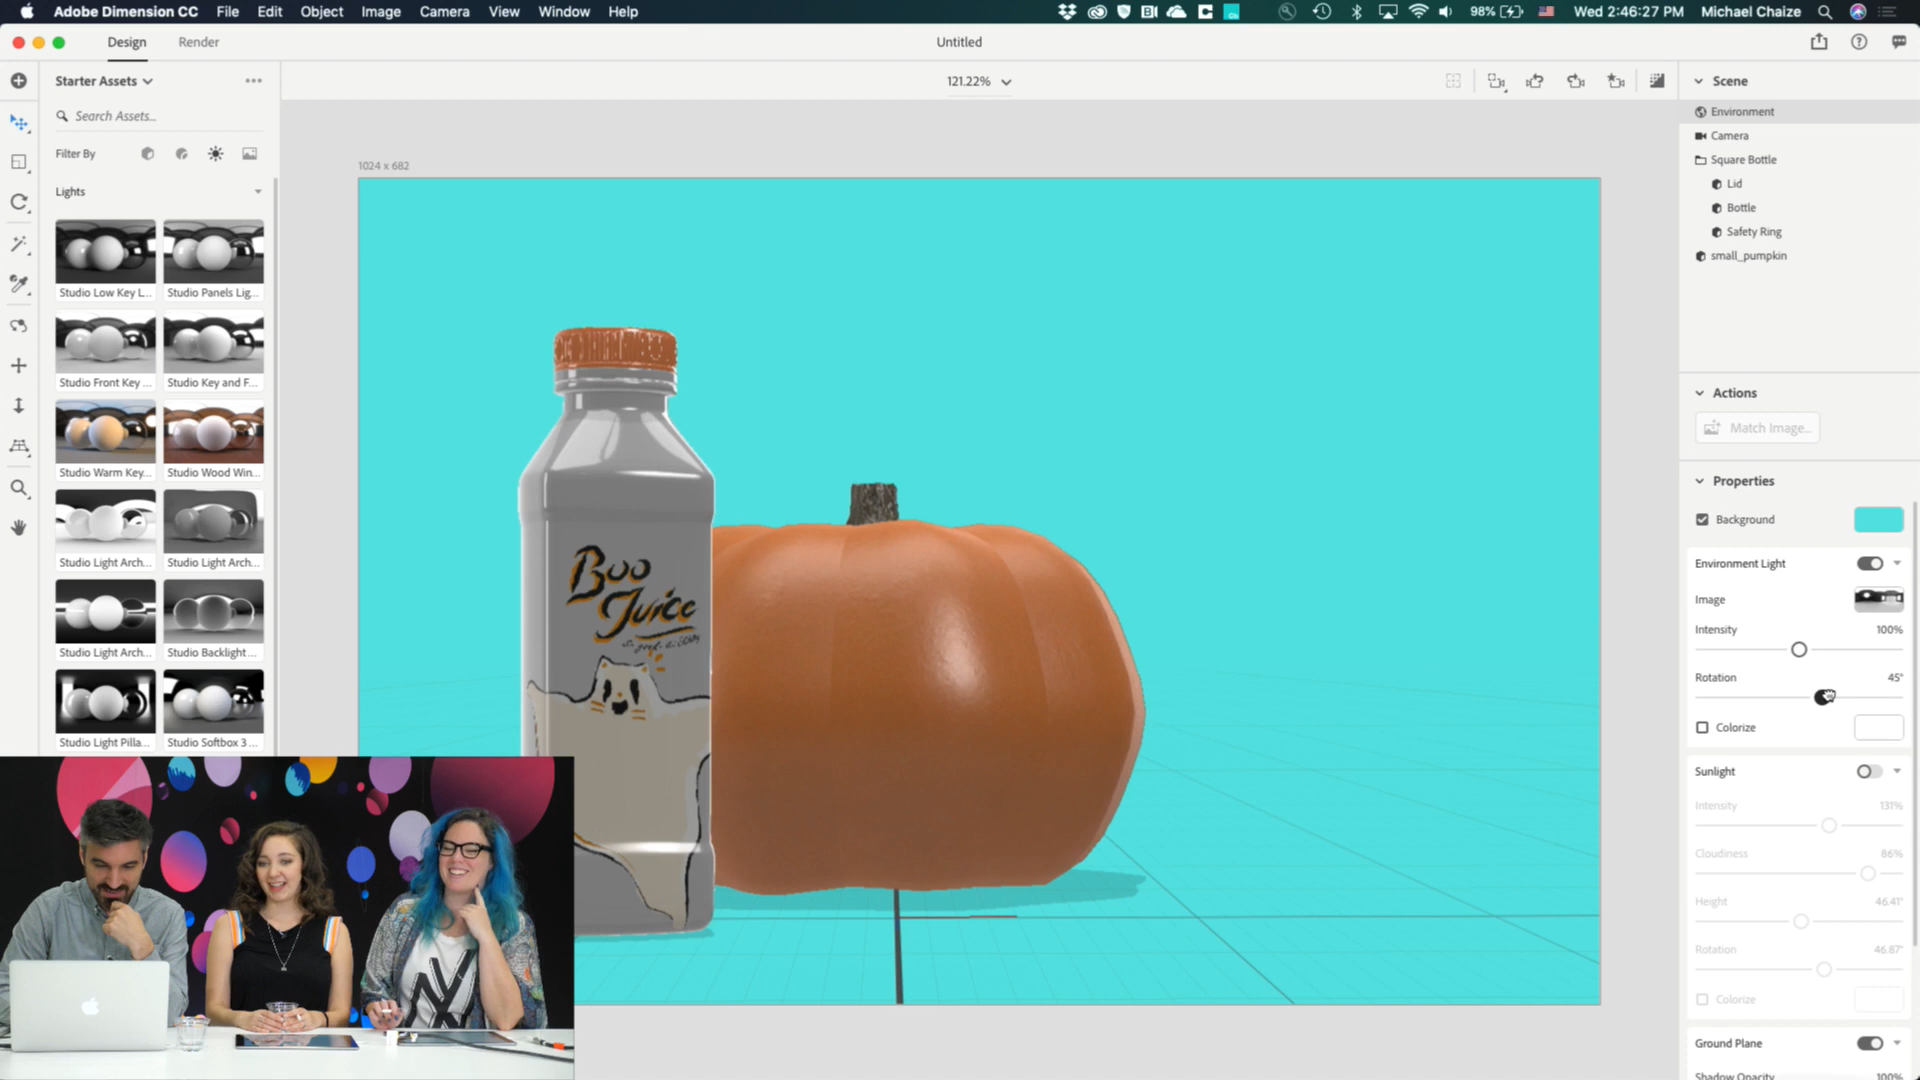 Adobe Dimension CC File Edit Object Image Camera View Window Help 98% Wed 2:46:27 PM Michael Chaize
Design Render Untitled
Starter Assets
121.22%
Search Assets...
Filter By
Lights
Studio Low Key L... Studio Panels Lig...
Studio Front Key ... Studio Key and F...
Studio Warm Key... Studio Wood Win...
Studio Light Arch... Studio Light Arch...
Studio Light Arch... Studio Backlight ...
Studio Light Pilla... Studio Softbox 3 ...
1024 x 682
Boo
Juice
Scene
Environment
Camera
Square Bottle
Lid
Bottle
Safety Ring
small_pumpkin
Actions
Match Image...
Properties
Background
Environment Light
Image
Intensity 100%
Rotation 45°
Colorize
Sunlight
Intensity 131%
Cloudiness 86%
Height 46.41°
Rotation 46.87°
Colorize
Ground Plane
Shadow Opacity 100%